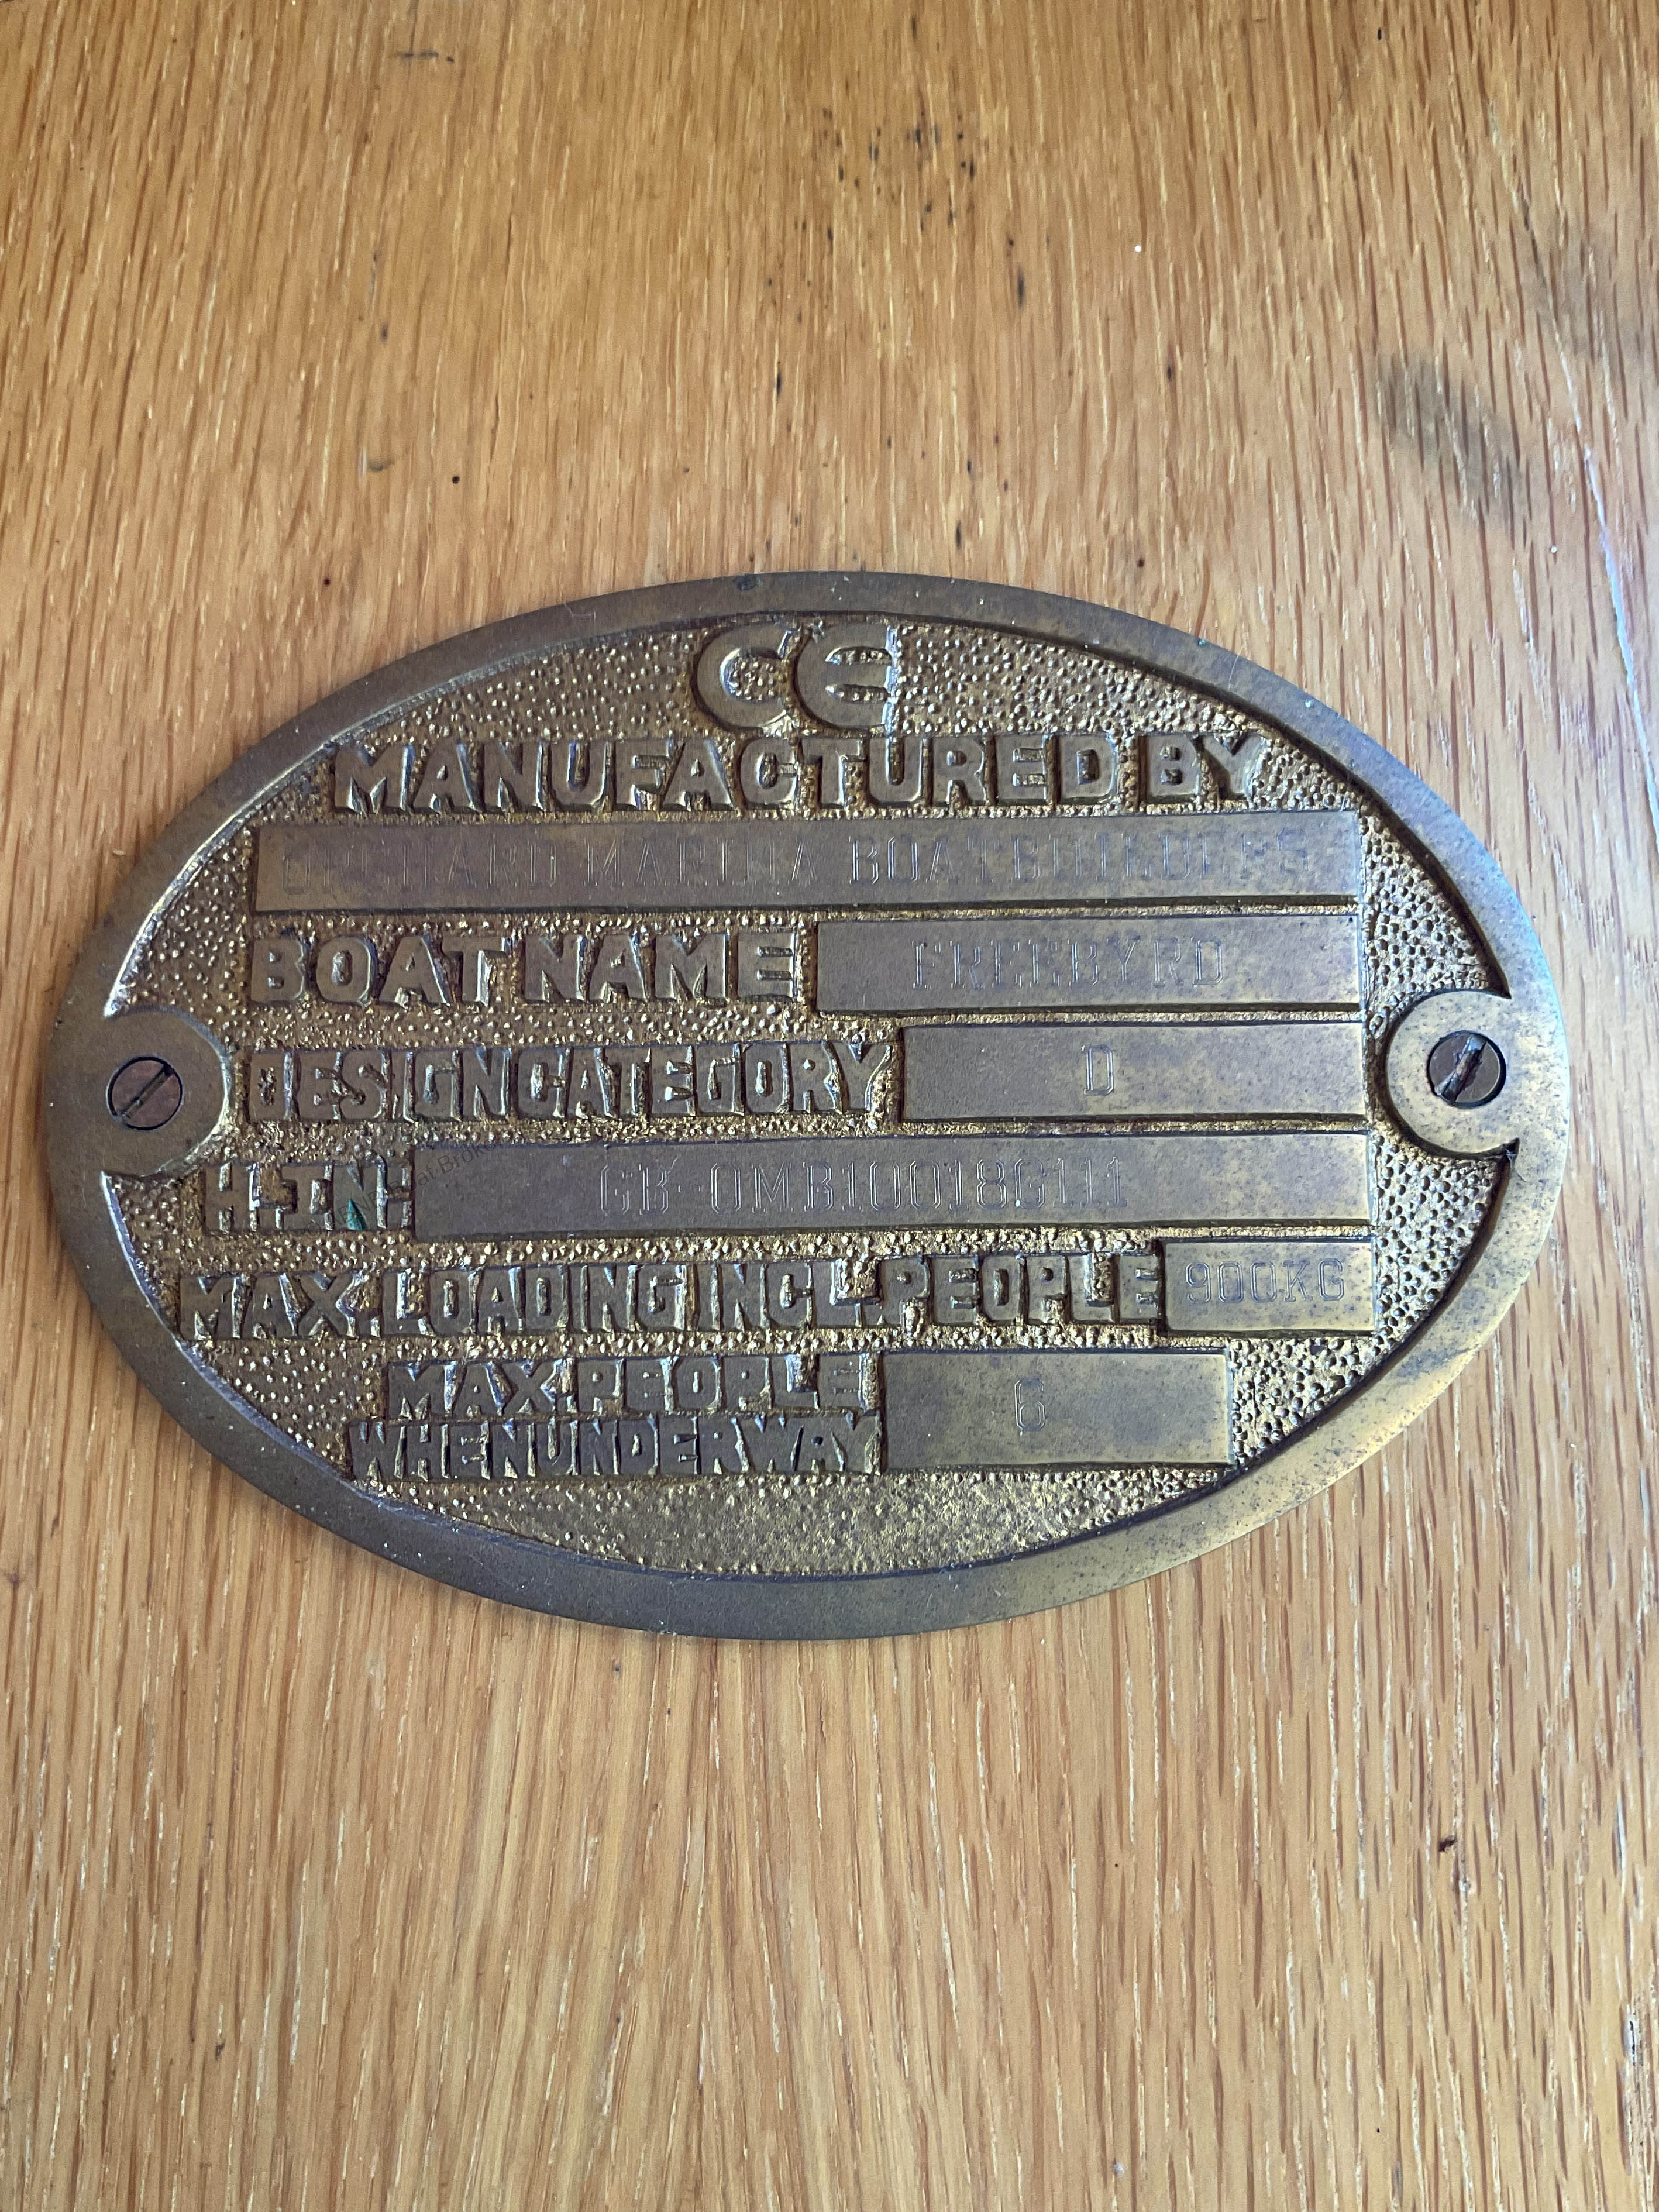 CE
MANUFACTURED BY
ORCHARD MARINA BOATBUILDERS
BOAT NAME FREEBYRD
DESIGN CATEGORY D
H.I.N: GB-OMB10018G111
MAX.LOADING INCL.PEOPLE 900KG
MAX.PEOPLE
WHEN UNDERWAY 6